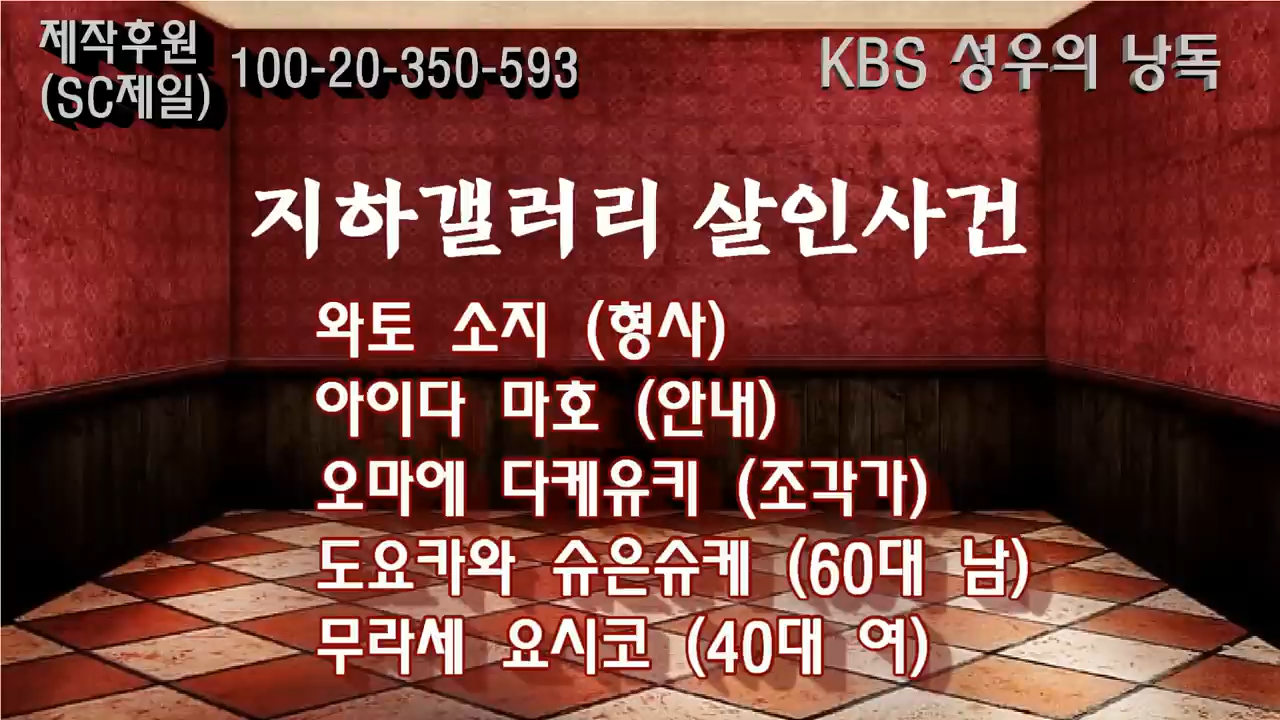 제작후원
(SC제일)
100-20-350-593
KBS 성우의 낭독
지하갤러리 살인사건
와토 소지 (형사)
아이다 마호 (안내)
오마에 다케유키 (조각가)
도요카와 슈은슈케 (60대 남)
무라세 요시코 (40대 여)